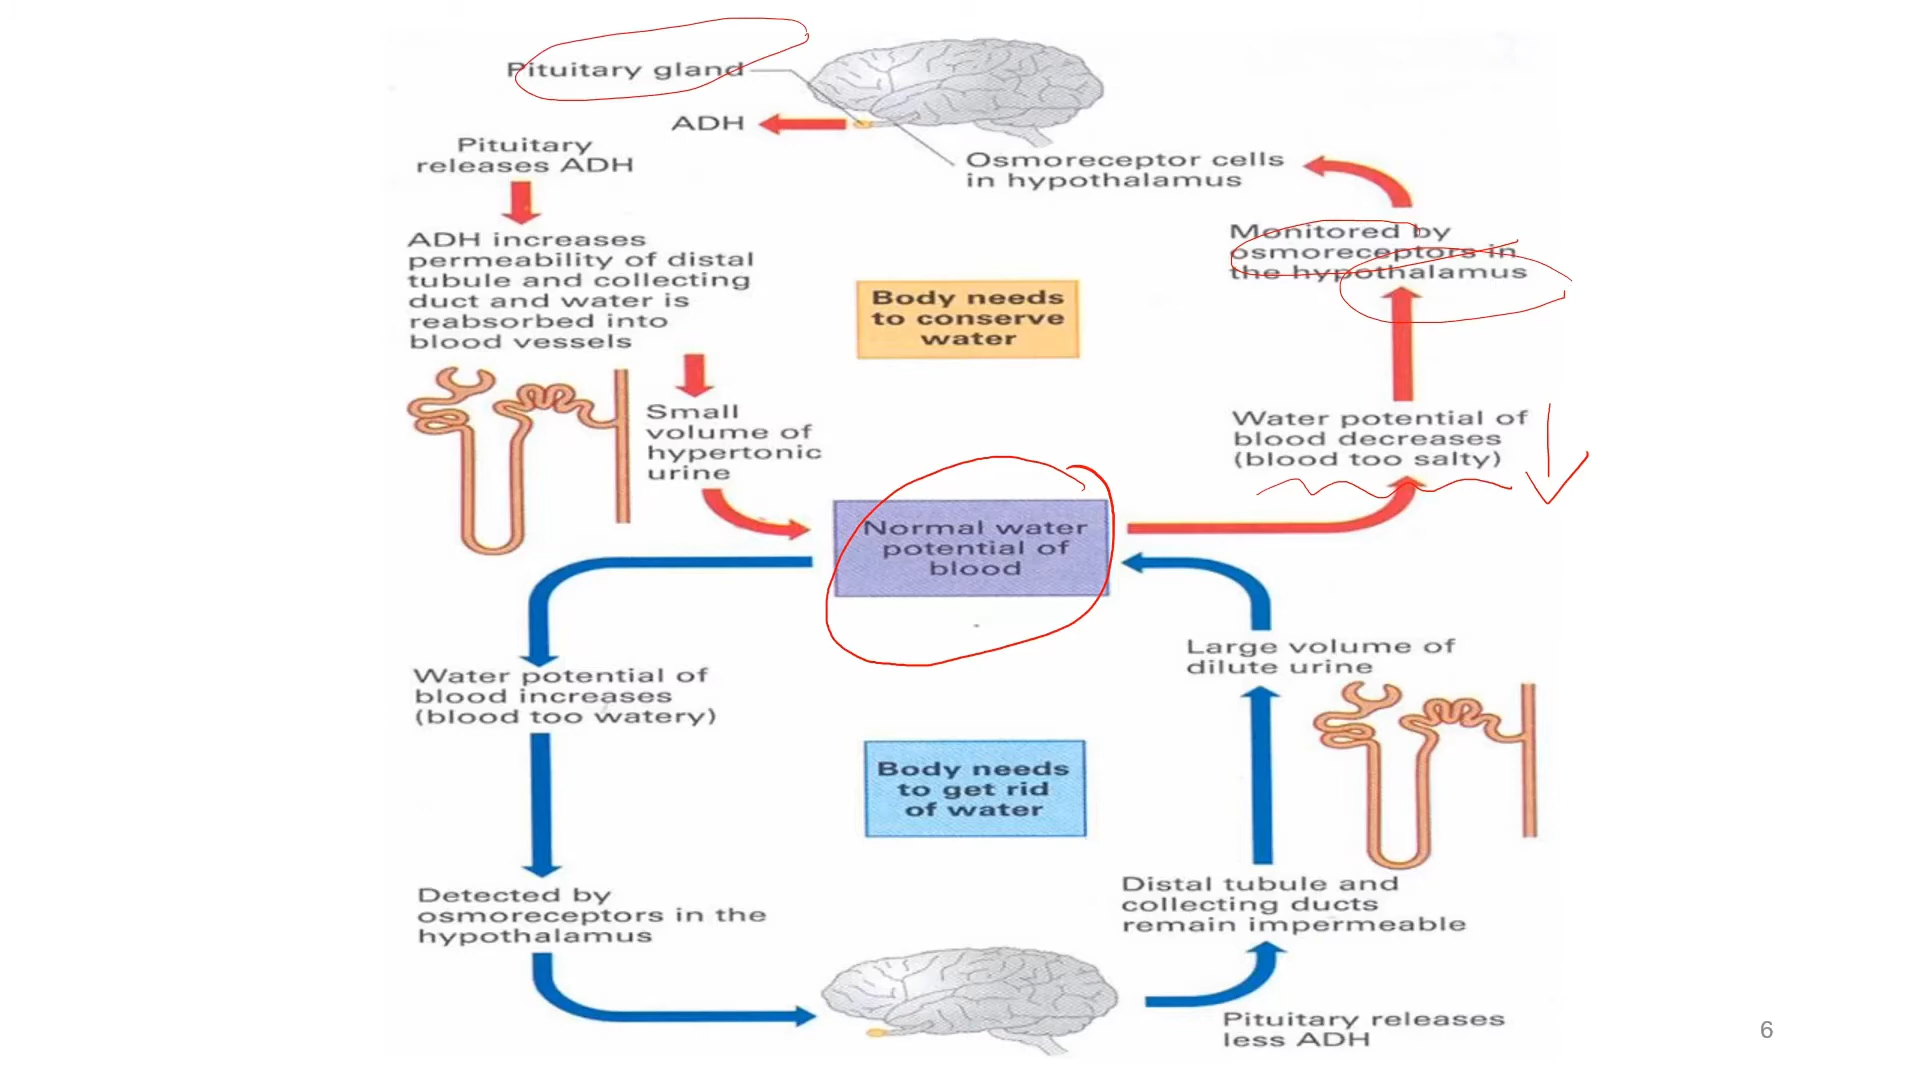 Pituitary gland
ADH
Pituitary
releases ADH
Osmoreceptor cells
in hypothalamus
Monitored by
osmoreceptors in
the hypothalamus
ADH increases
permeability of distal
tubule and collecting
duct and water is
reabsorbed into
blood vessels
Body needs
to conserve
water
Small
volume of
hypertonic
urine
Water potential of
blood decreases
(blood too salty)
Normal water
potential of
blood
Large volume of
dilute urine
Water potential of
blood increases
(blood too watery)
Body needs
to get rid
of water
Distal tubule and
collecting ducts
remain impermeable
Detected by
osmoreceptors in the
hypothalamus
Pituitary releases
less ADH
6